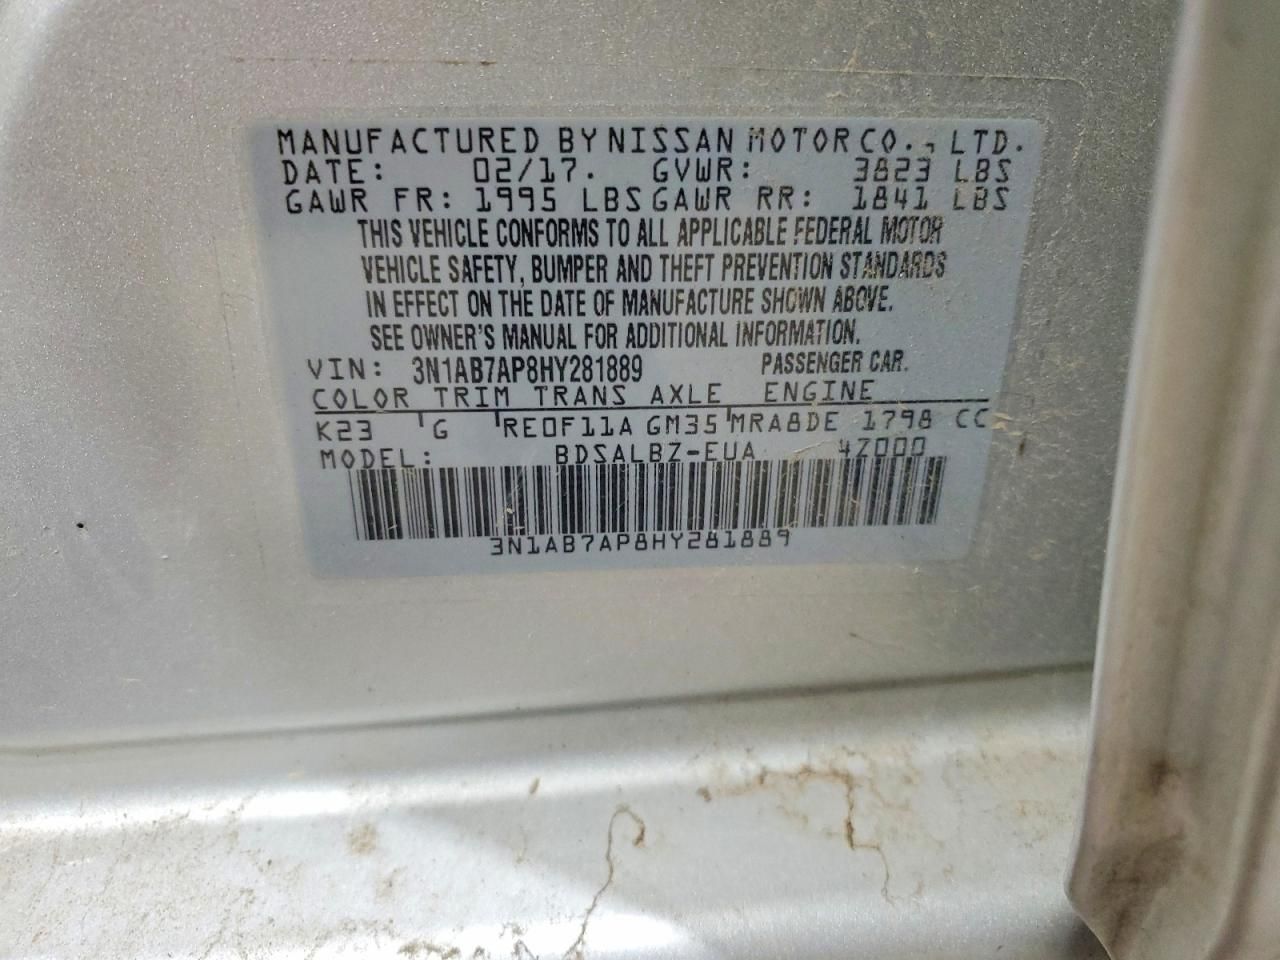 MANUFACTURED BY NISSAN MOTOR CO., LTD.
DATE: 02/17. GVWR: 3823 LBS
GAWR FR: 1995 LBS GAWR RR: 1841 LBS
THIS VEHICLE CONFORMS TO ALL APPLICABLE FEDERAL MOTOR
VEHICLE SAFETY, BUMPER AND THEFT PREVENTION STANDARDS
IN EFFECT ON THE DATE OF MANUFACTURE SHOWN ABOVE.
SEE OWNER'S MANUAL FOR ADDITIONAL INFORMATION.
VIN: 3N1AB7AP8HY281889 PASSENGER CAR.
COLOR TRIM TRANS AXLE ENGINE
K23 G RE0F11A GM35 MRA8DE 1798 CC
MODEL: BDSALBZ-EUA 4Z000
3N1AB7AP8HY281889